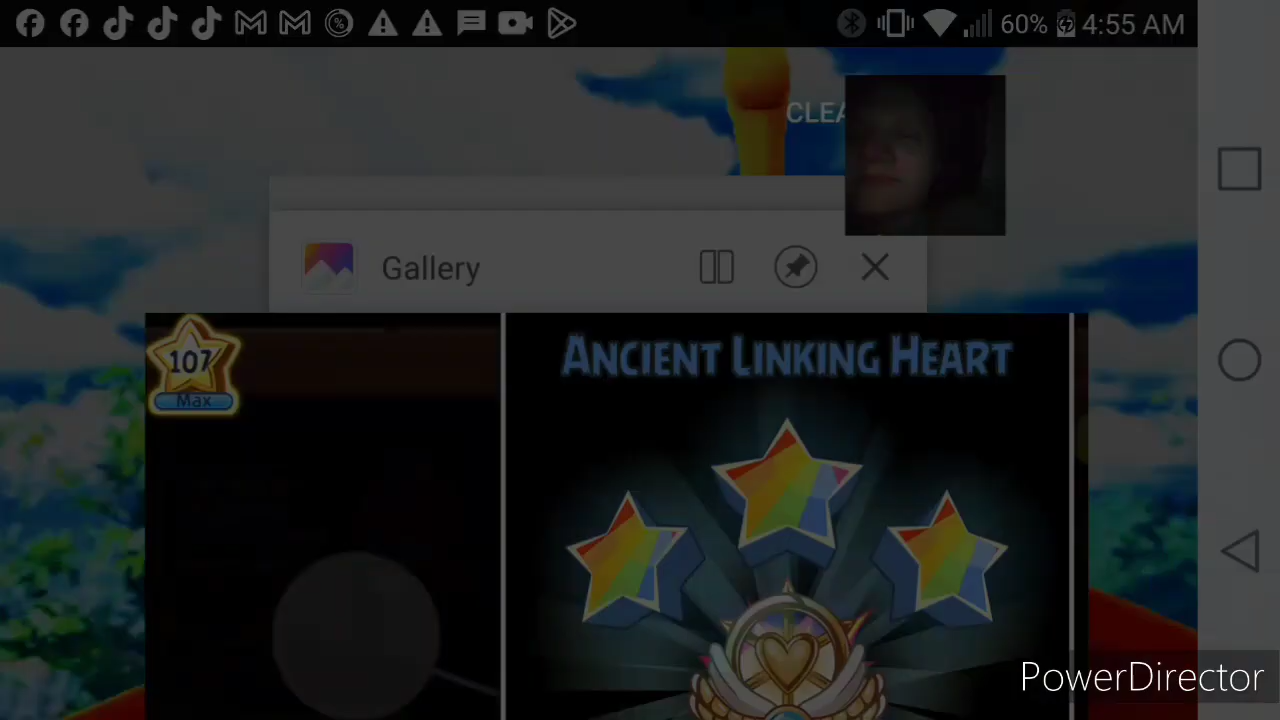 60% 4:55 AM
CLEA
Gallery
107
Max
ANCIENT LINKING HEART
PowerDirector